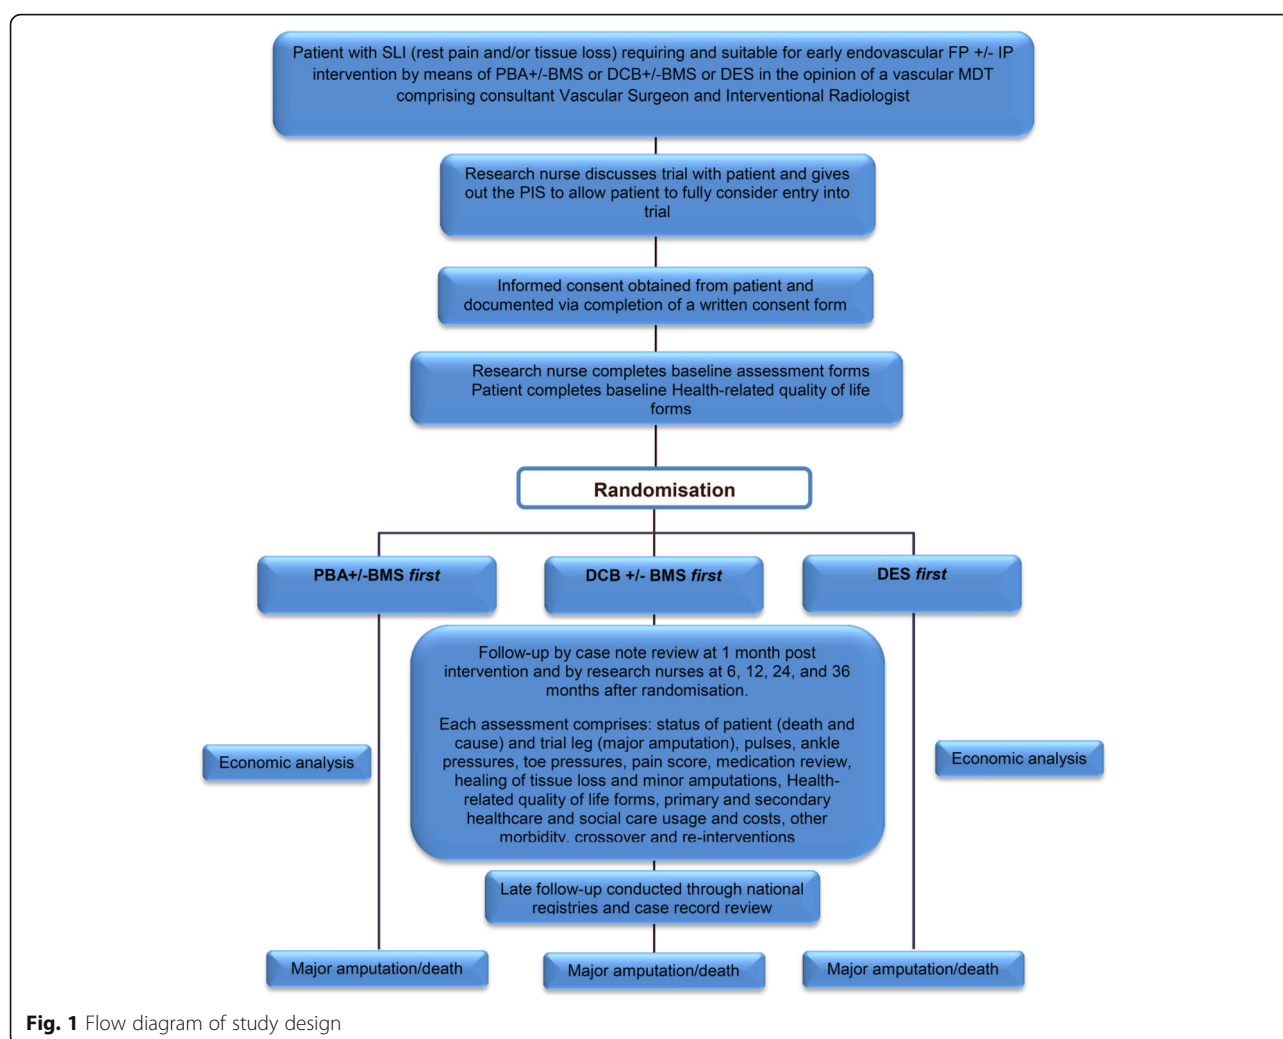 Patient with SLI (rest pain and/or tissue loss) requiring and suitable for early endovascular FP +/- IP
intervention by means of PBA+/-BMS or DCB+/-BMS or DES in the opinion of a vascular MDT
comprising consultant Vascular Surgeon and Interventional Radiologist
Research nurse discusses trial with patient and gives
out the PIS to allow patient to fully consider entry into
trial
Informed consent obtained from patient and
documented via completion of a written consent form
Research nurse completes baseline assessment forms
Patient completes baseline Health-related quality of life
forms
Randomisation
PBA+/-BMS first
DCB +/- BMS first
DES first
Follow-up by case note review at 1 month post
intervention and by research nurses at 6, 12, 24, and 36
months after randomisation.
Each assessment comprises: status of patient (death and
cause) and trial leg (major amputation), pulses, ankle
pressures, toe pressures, pain score, medication review,
healing of tissue loss and minor amputations, Health-
related quality of life forms, primary and secondary
healthcare and social care usage and costs, other
morbidity, crossover and re-interventions
Economic analysis
Economic analysis
Late follow-up conducted through national
registries and case record review
Major amputation/death
Major amputation/death
Major amputation/death
Fig. 1 Flow diagram of study design